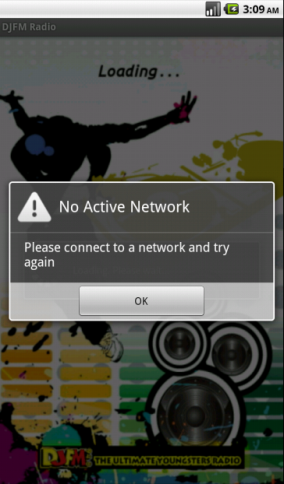 3:09 AM
DJFM Radio
Loading...
No Active Network
Please connect to a network and try
again
OK
DJFM THE ULTIMATE YOUNGSTERS RADIO